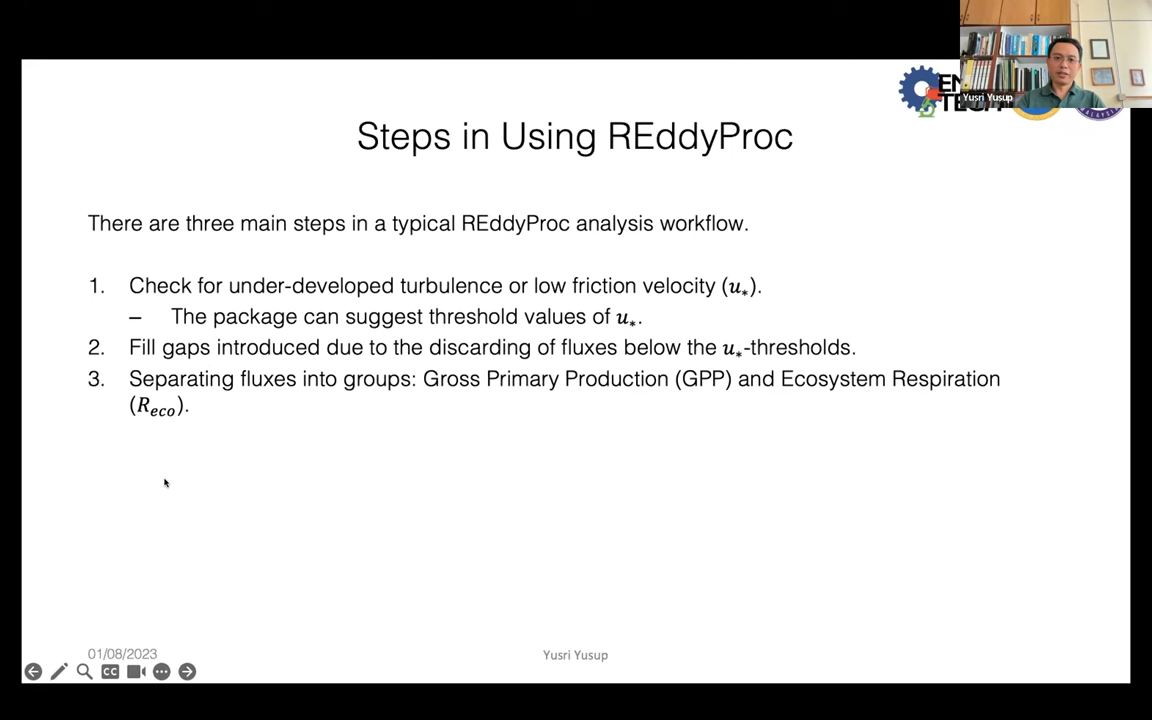 Yusri Yusup
Steps in Using REddyProc
There are three main steps in a typical REddyProc analysis workflow.
1. Check for under-developed turbulence or low friction velocity (u*).
– The package can suggest threshold values of u*.
2. Fill gaps introduced due to the discarding of fluxes below the u*-thresholds.
3. Separating fluxes into groups: Gross Primary Production (GPP) and Ecosystem Respiration
(Reco).
01/08/2023
Yusri Yusup
CC